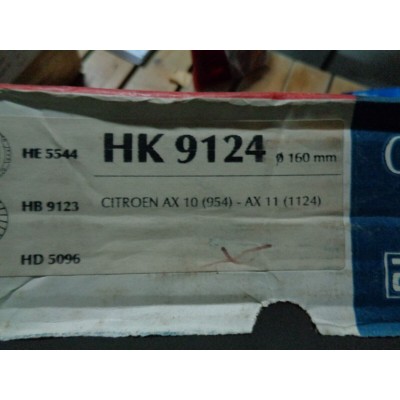 HE 5544
HK 9124 ø 160 mm
HB 9123
CITROEN AX 10 (954) - AX 11 (1124)
HD 5096